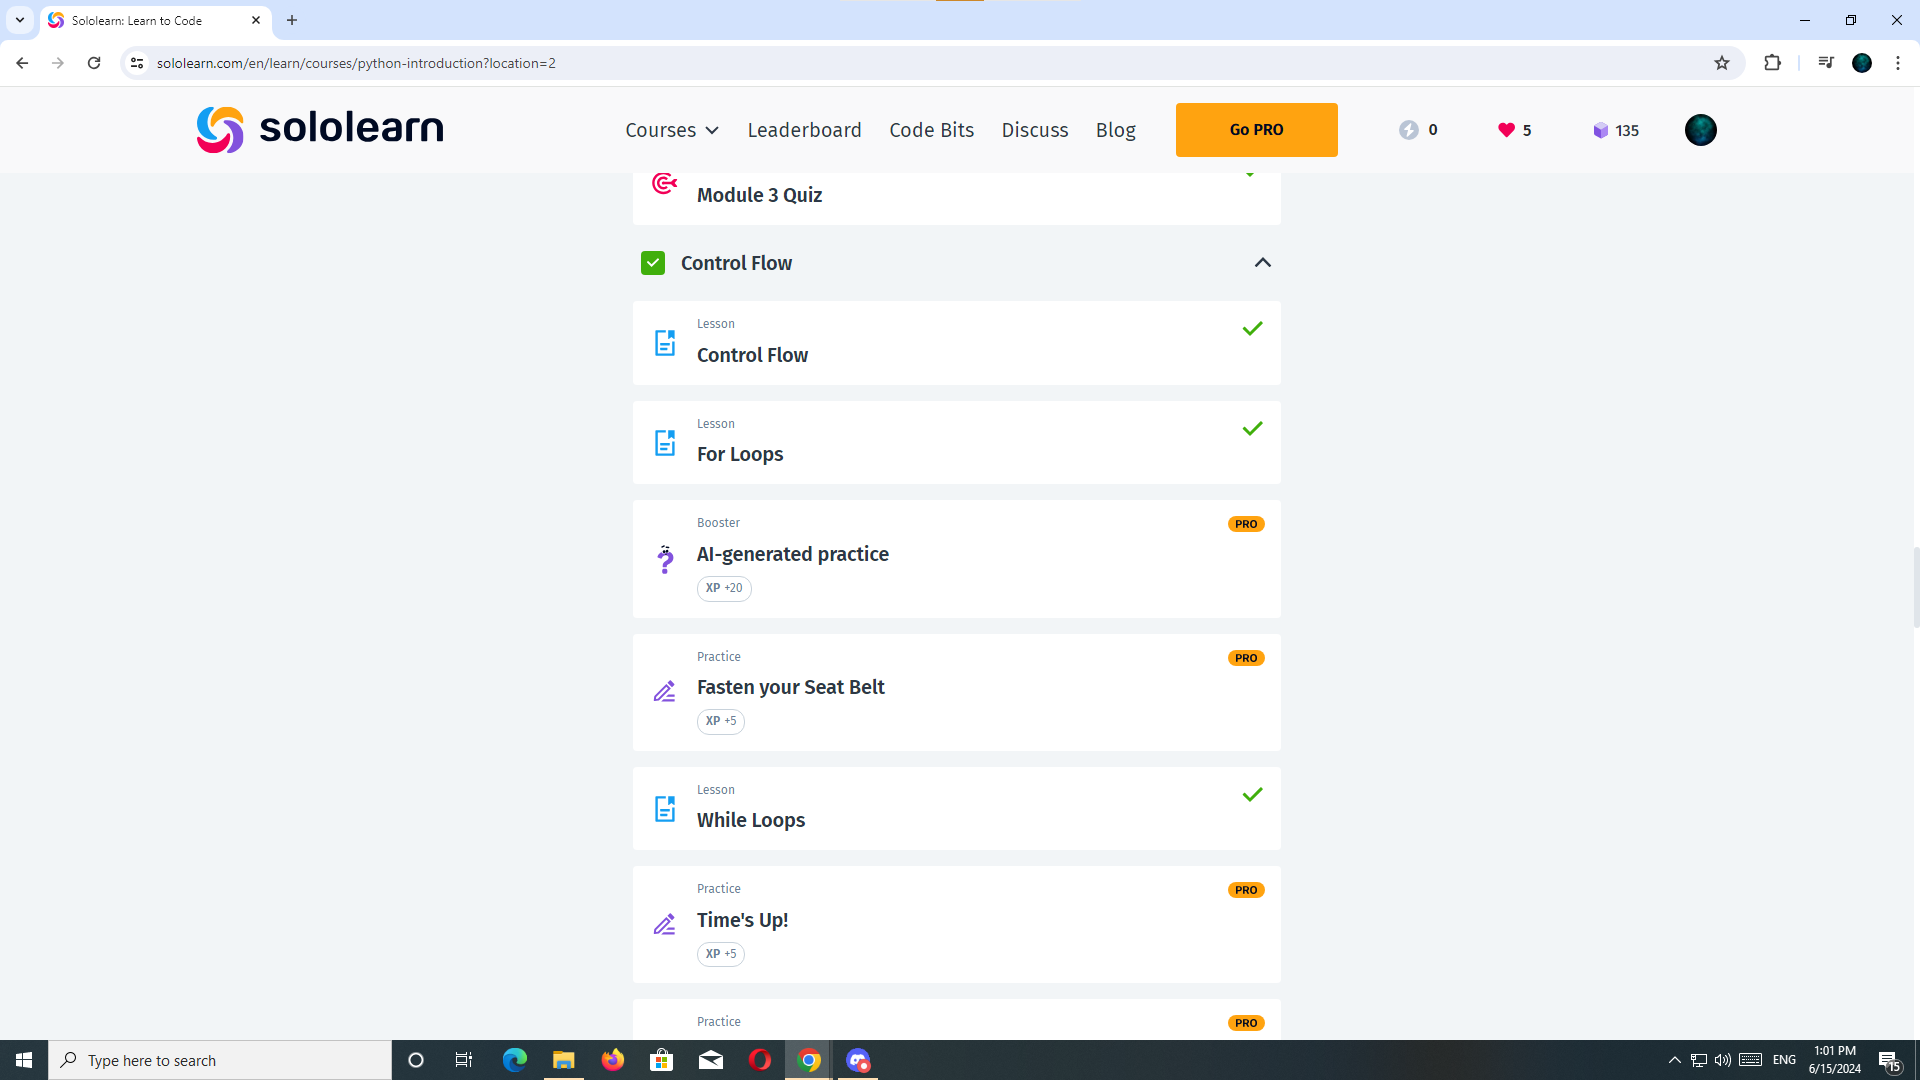 Sololearn: Learn to Code
sololearn.com/en/learn/courses/python-introduction?location=2
sololearn
Courses
Leaderboard
Code Bits
Discuss
Blog
Go PRO
0
5
135
Module 3 Quiz
Control Flow
Lesson
Control Flow
Lesson
For Loops
Booster
PRO
AI-generated practice
XP +20
Practice
PRO
Fasten your Seat Belt
XP +5
Lesson
While Loops
Practice
PRO
Time's Up!
XP +5
Practice
PRO
Type here to search
ENG
1:01 PM
6/15/2024
15